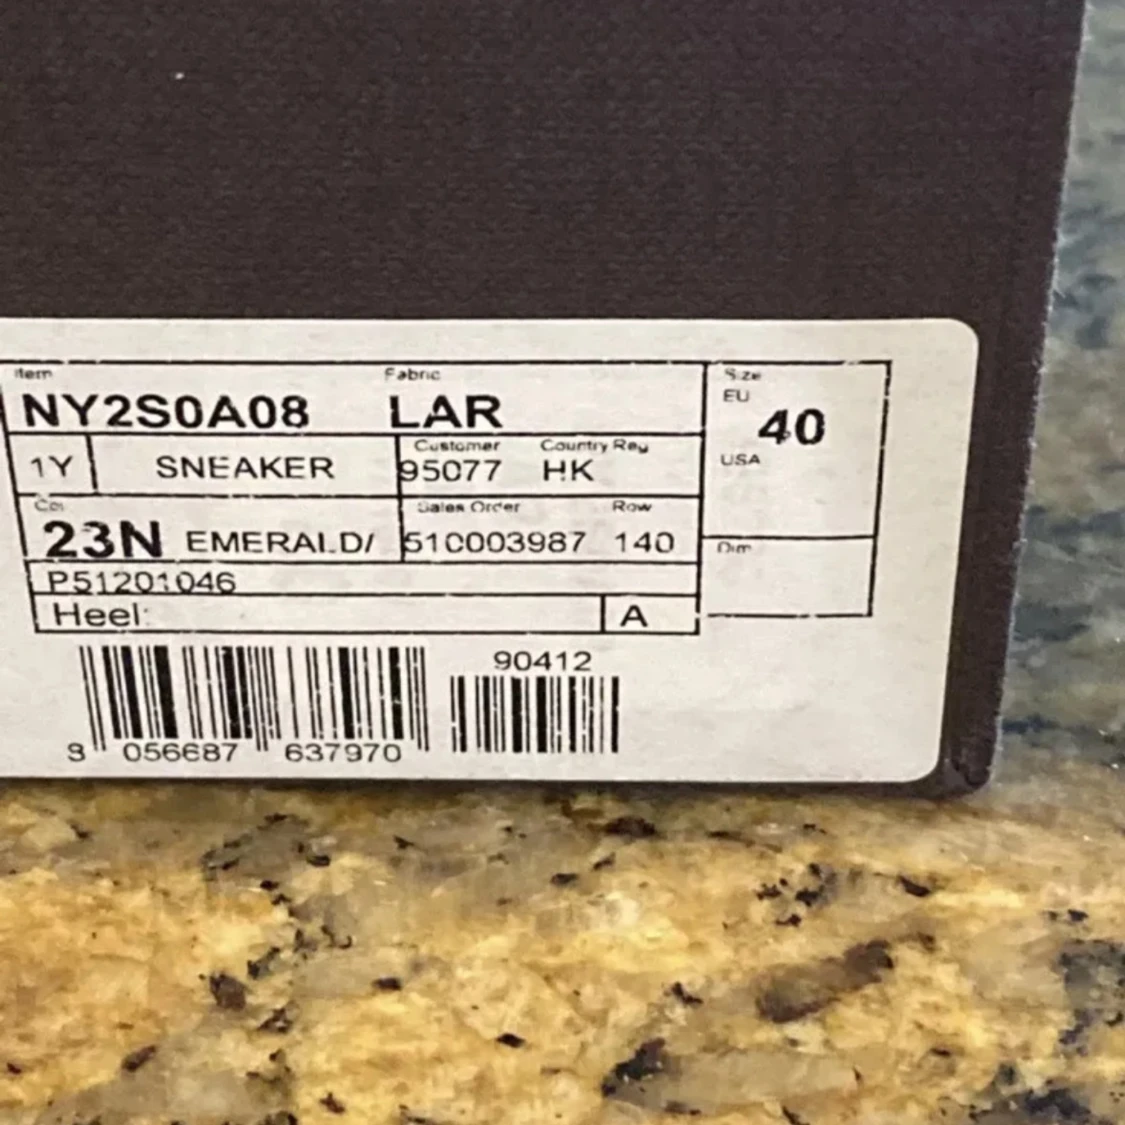 Item Fabric Size
NY2S0A08 LAR EU 40
Customer Country Reg USA
1Y SNEAKER 95077 HK
Col Sales Order Row
23N EMERALD/ 510003987 140 Dim
P51201046
Heel: A
90412
8 056687 637970